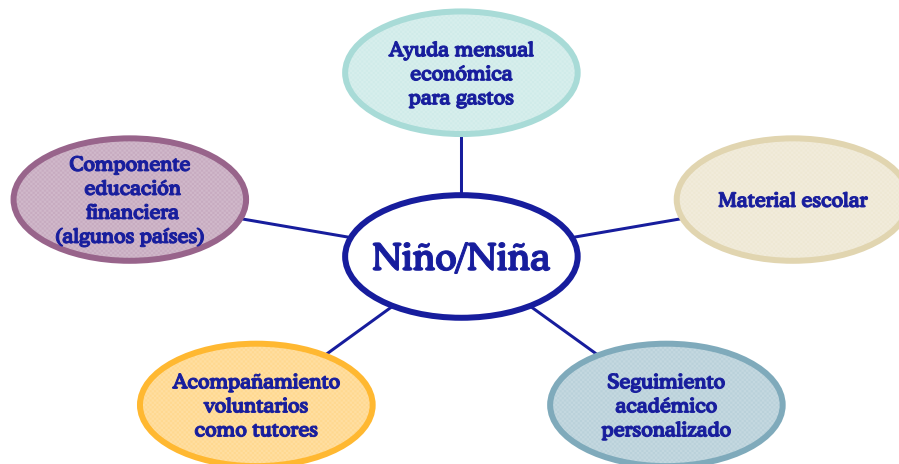 Ayuda mensual
económica
para gastos
Componente
educación
financiera
(algunos países)
Material escolar
Niño/Niña
Acompañamiento
voluntarios
como tutores
Seguimiento
académico
personalizado